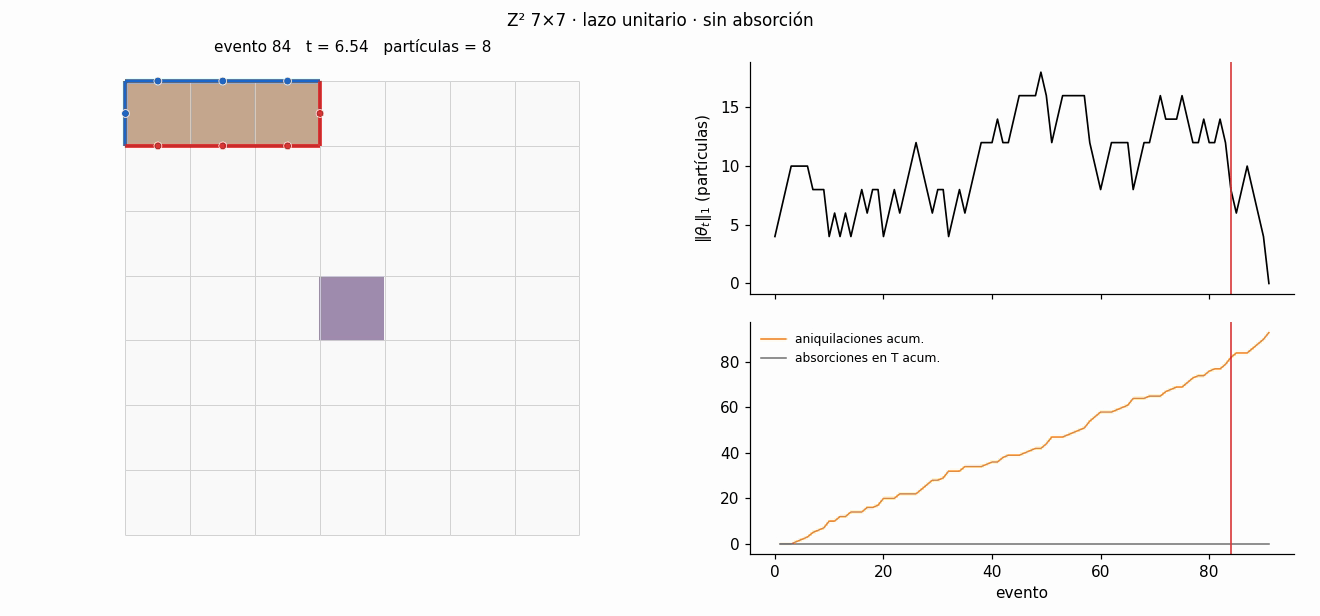 Z² 7×7 · lazo unitario · sin absorción
evento 84   t = 6.54   partículas = 8
‖θₜ‖₁ (partículas)
15
10
5
0
aniquilaciones acum.
absorciones en T acum.
80
60
40
20
0
0 20 40 60 80
evento